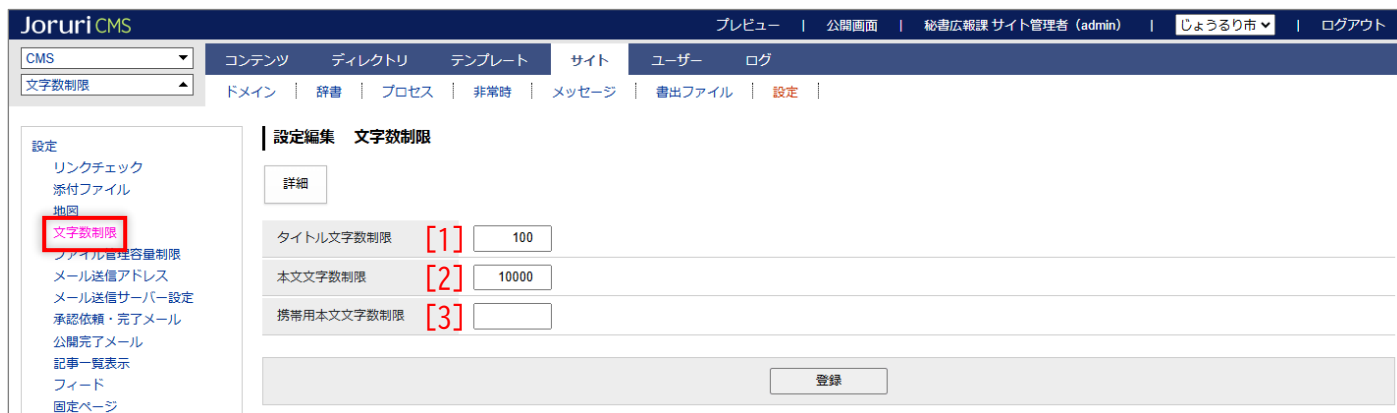 Joruri CMS プレビュー | 公開画面 | 秘書広報課 サイト管理者（admin） | じょうるり市 | ログアウト
CMS コンテンツ ディレクトリ テンプレート サイト ユーザー ログ
文字数制限 ドメイン 辞書 プロセス 非常時 メッセージ 書出ファイル 設定
設定編集 文字数制限
設定
リンクチェック
添付ファイル
地図
文字数制限
ファイル管理容量制限
メール送信アドレス
メール送信サーバー設定
承認依頼・完了メール
公開完了メール
記事一覧表示
フィード
固定ページ
詳細
タイトル文字数制限 [1] 100
本文文字数制限 [2] 10000
携帯用本文文字数制限 [3]
登録